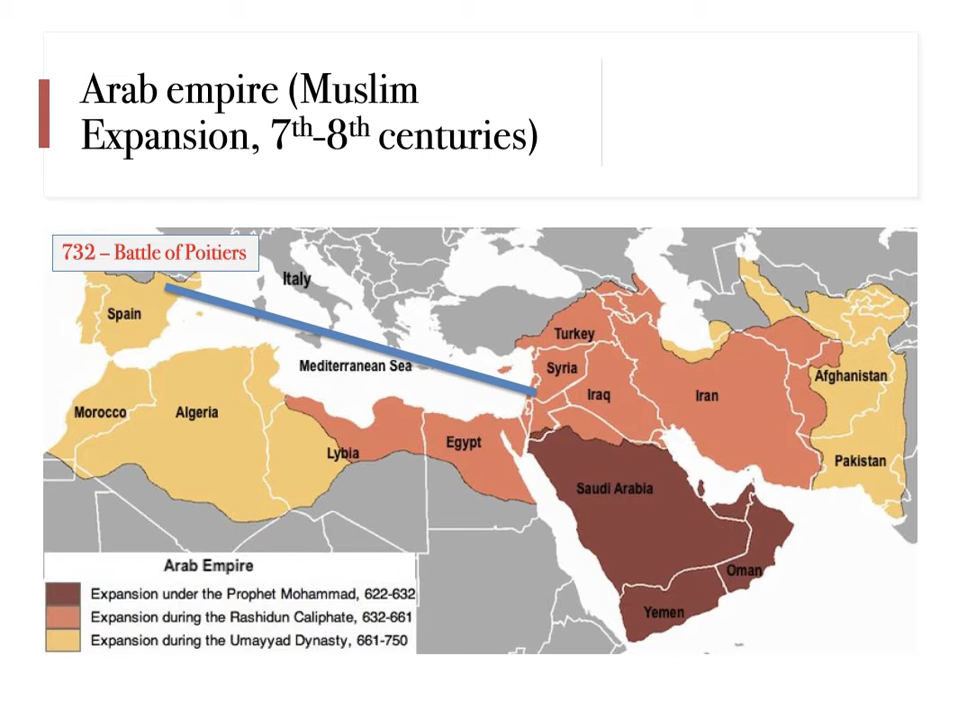 Arab empire (Muslim
Expansion, 7th-8th centuries)
732 – Battle of Poitiers
Italy
Spain
Turkey
Mediterranean Sea
Syria
Afghanistan
Iraq
Iran
Morocco
Algeria
Egypt
Lybia
Pakistan
Saudi Arabia
Oman
Yemen
Arab Empire
Expansion under the Prophet Mohammad, 622-632
Expansion during the Rashidun Caliphate, 632-661
Expansion during the Umayyad Dynasty, 661-750